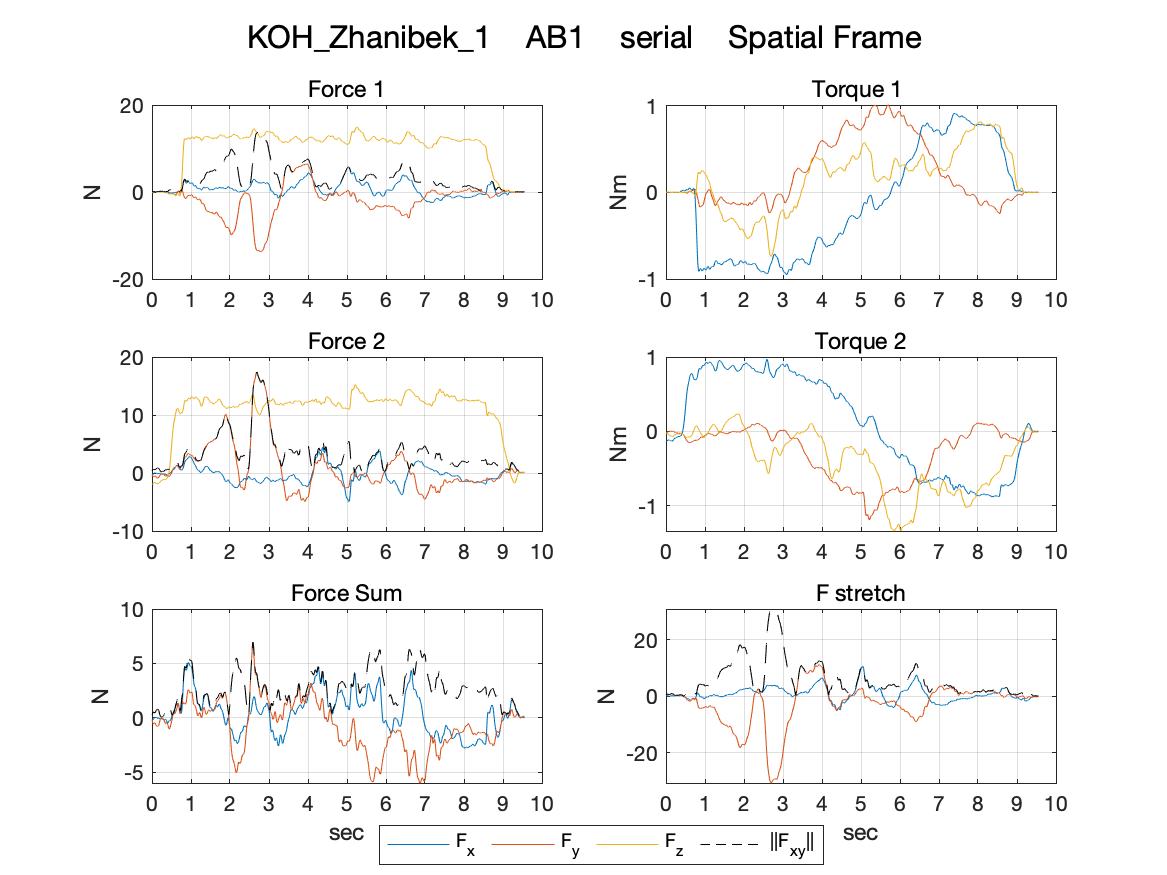 KOH_Zhanibek_1 AB1 serial Spatial Frame
Force 1
20
0
-20
N
0 1 2 3 4 5 6 7 8 9 10
Torque 1
1
0
-1
Nm
0 1 2 3 4 5 6 7 8 9 10
Force 2
20
10
0
-10
N
0 1 2 3 4 5 6 7 8 9 10
Torque 2
1
0
-1
Nm
0 1 2 3 4 5 6 7 8 9 10
Force Sum
10
5
0
-5
N
0 1 2 3 4 5 6 7 8 9 10
sec
F stretch
20
0
-20
N
0 1 2 3 4 5 6 7 8 9 10
sec
F_x F_y F_z ||F_xy||